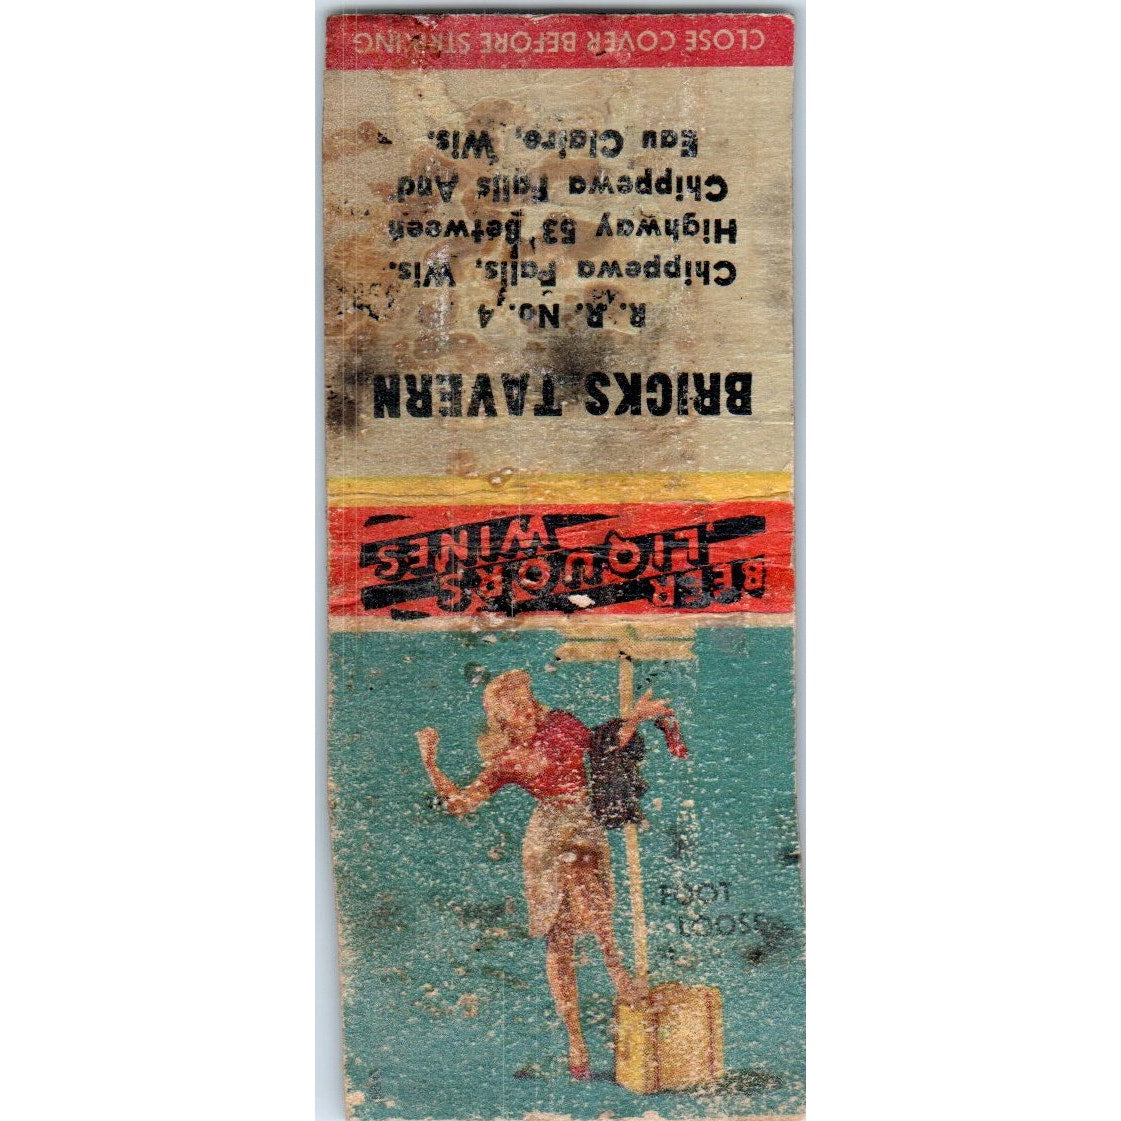 BRICKS TAVERN
R. R. No. 4
Chippewa Falls, Wis.
Highway 53 Between
Chippewa Falls And
Eau Claire, Wis.
CLOSE COVER BEFORE STRIKING
BEER
LIQUORS
WINES
FOOT
LOOSE